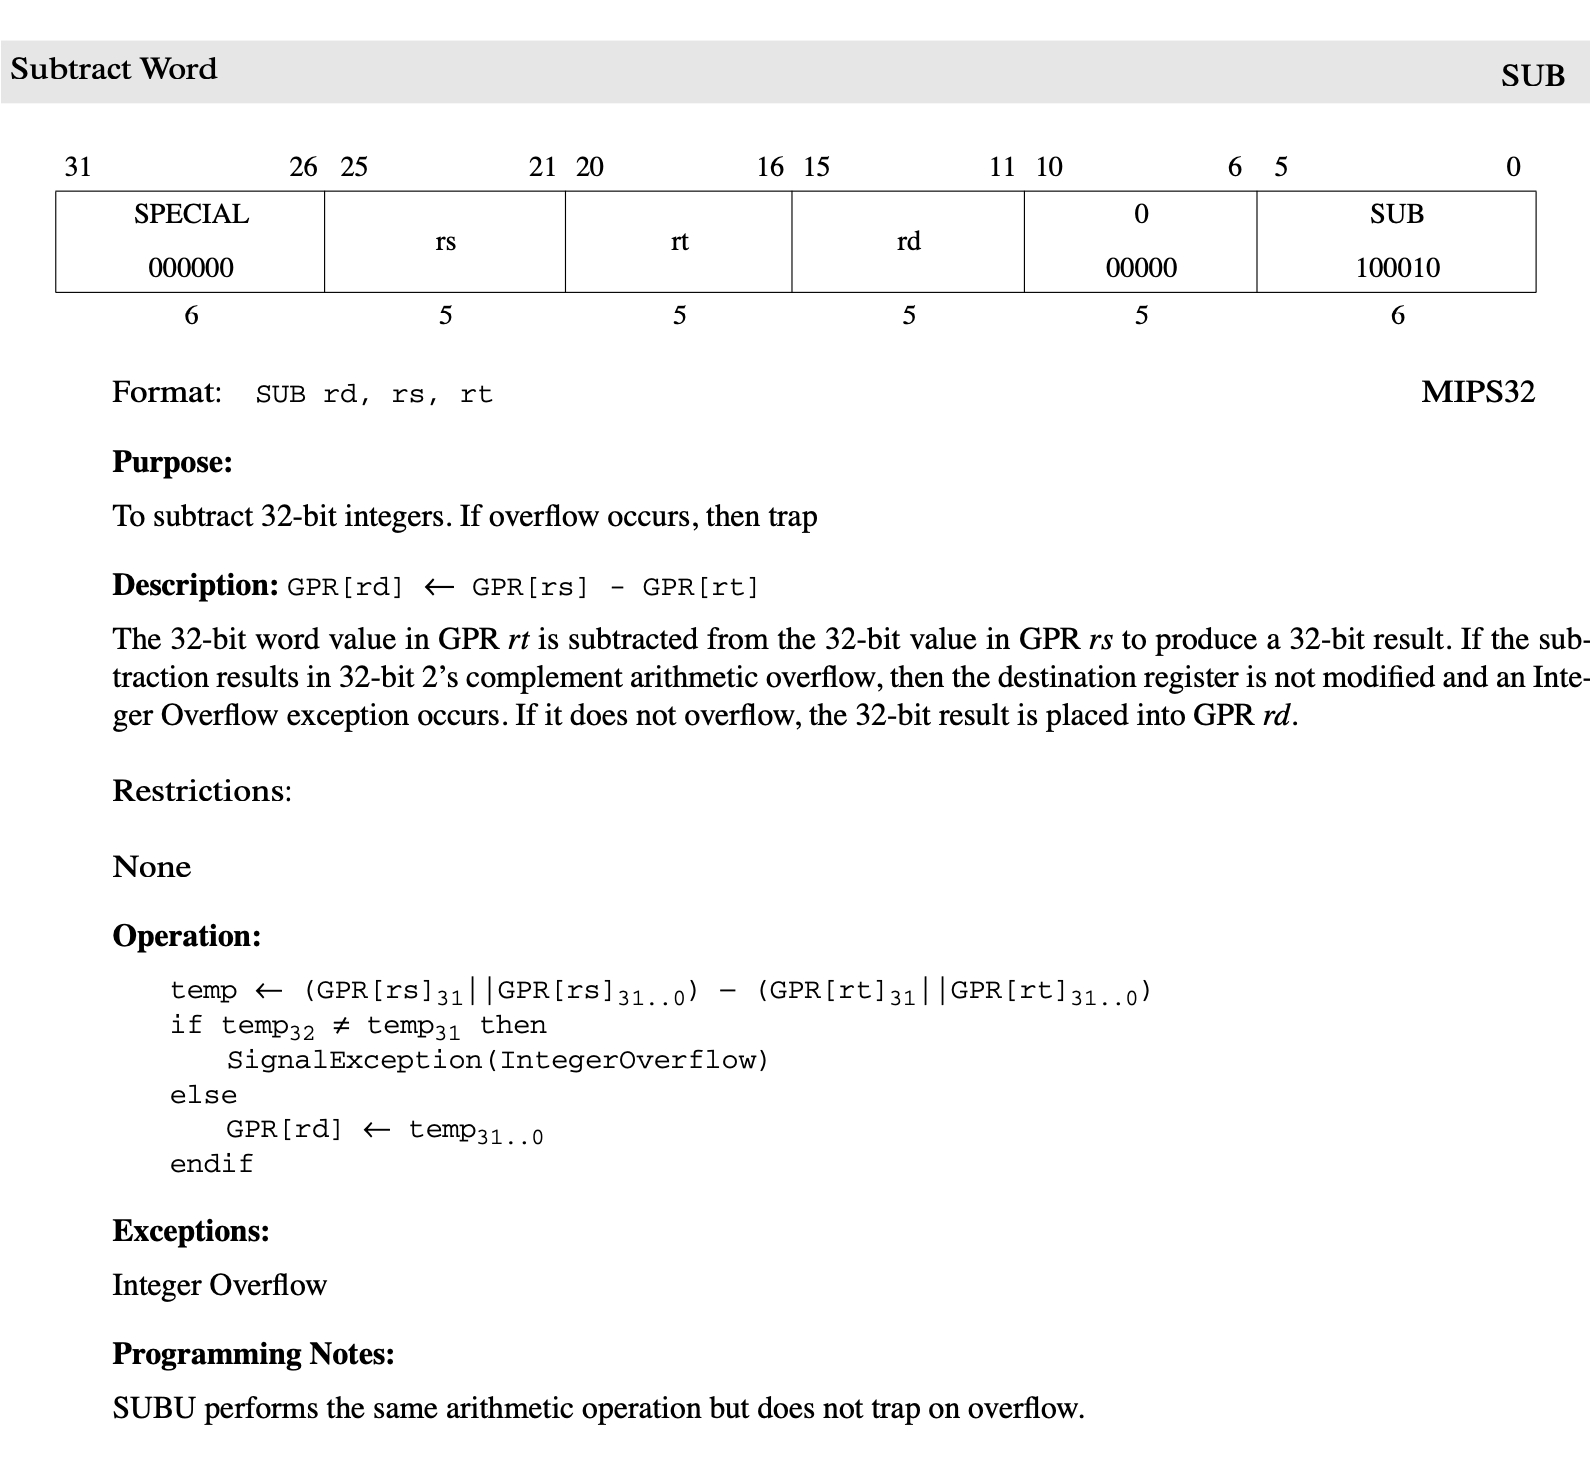 Subtract Word SUB
31 26 25 21 20 16 15 11 10 6 5 0
SPECIAL 0 SUB
rs rt rd
000000 00000 100010
6 5 5 5 5 6
Format: SUB rd, rs, rt MIPS32
Purpose:
To subtract 32-bit integers. If overflow occurs, then trap
Description: GPR[rd] ← GPR[rs] - GPR[rt]
The 32-bit word value in GPR rt is subtracted from the 32-bit value in GPR rs to produce a 32-bit result. If the sub-
traction results in 32-bit 2’s complement arithmetic overflow, then the destination register is not modified and an Inte-
ger Overflow exception occurs. If it does not overflow, the 32-bit result is placed into GPR rd.
Restrictions:
None
Operation:
temp ← (GPR[rs]31||GPR[rs]31..0) − (GPR[rt]31||GPR[rt]31..0)
if temp32 ≠ temp31 then
SignalException(IntegerOverflow)
else
GPR[rd] ← temp31..0
endif
Exceptions:
Integer Overflow
Programming Notes:
SUBU performs the same arithmetic operation but does not trap on overflow.